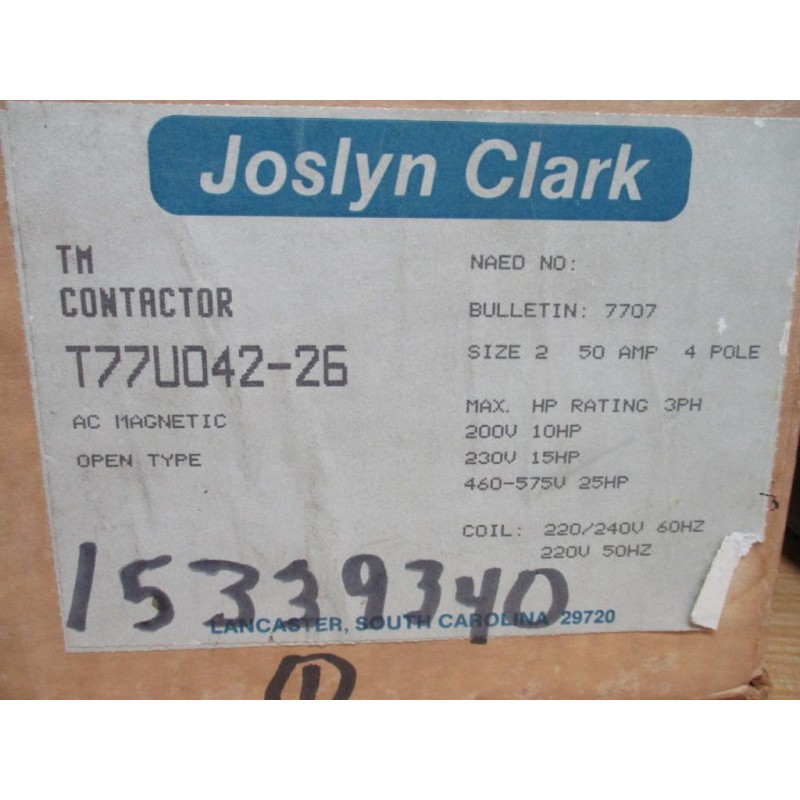 Joslyn Clark
TM
CONTACTOR
T77U042-26
AC MAGNETIC
OPEN TYPE
NAED NO:
BULLETIN: 7707
SIZE 2 50 AMP 4 POLE
MAX. HP RATING 3PH
200V 10HP
230V 15HP
460-575V 25HP
COIL: 220/240V 60HZ
220V 50HZ
15339340
LANCASTER, SOUTH CAROLINA 29720
1